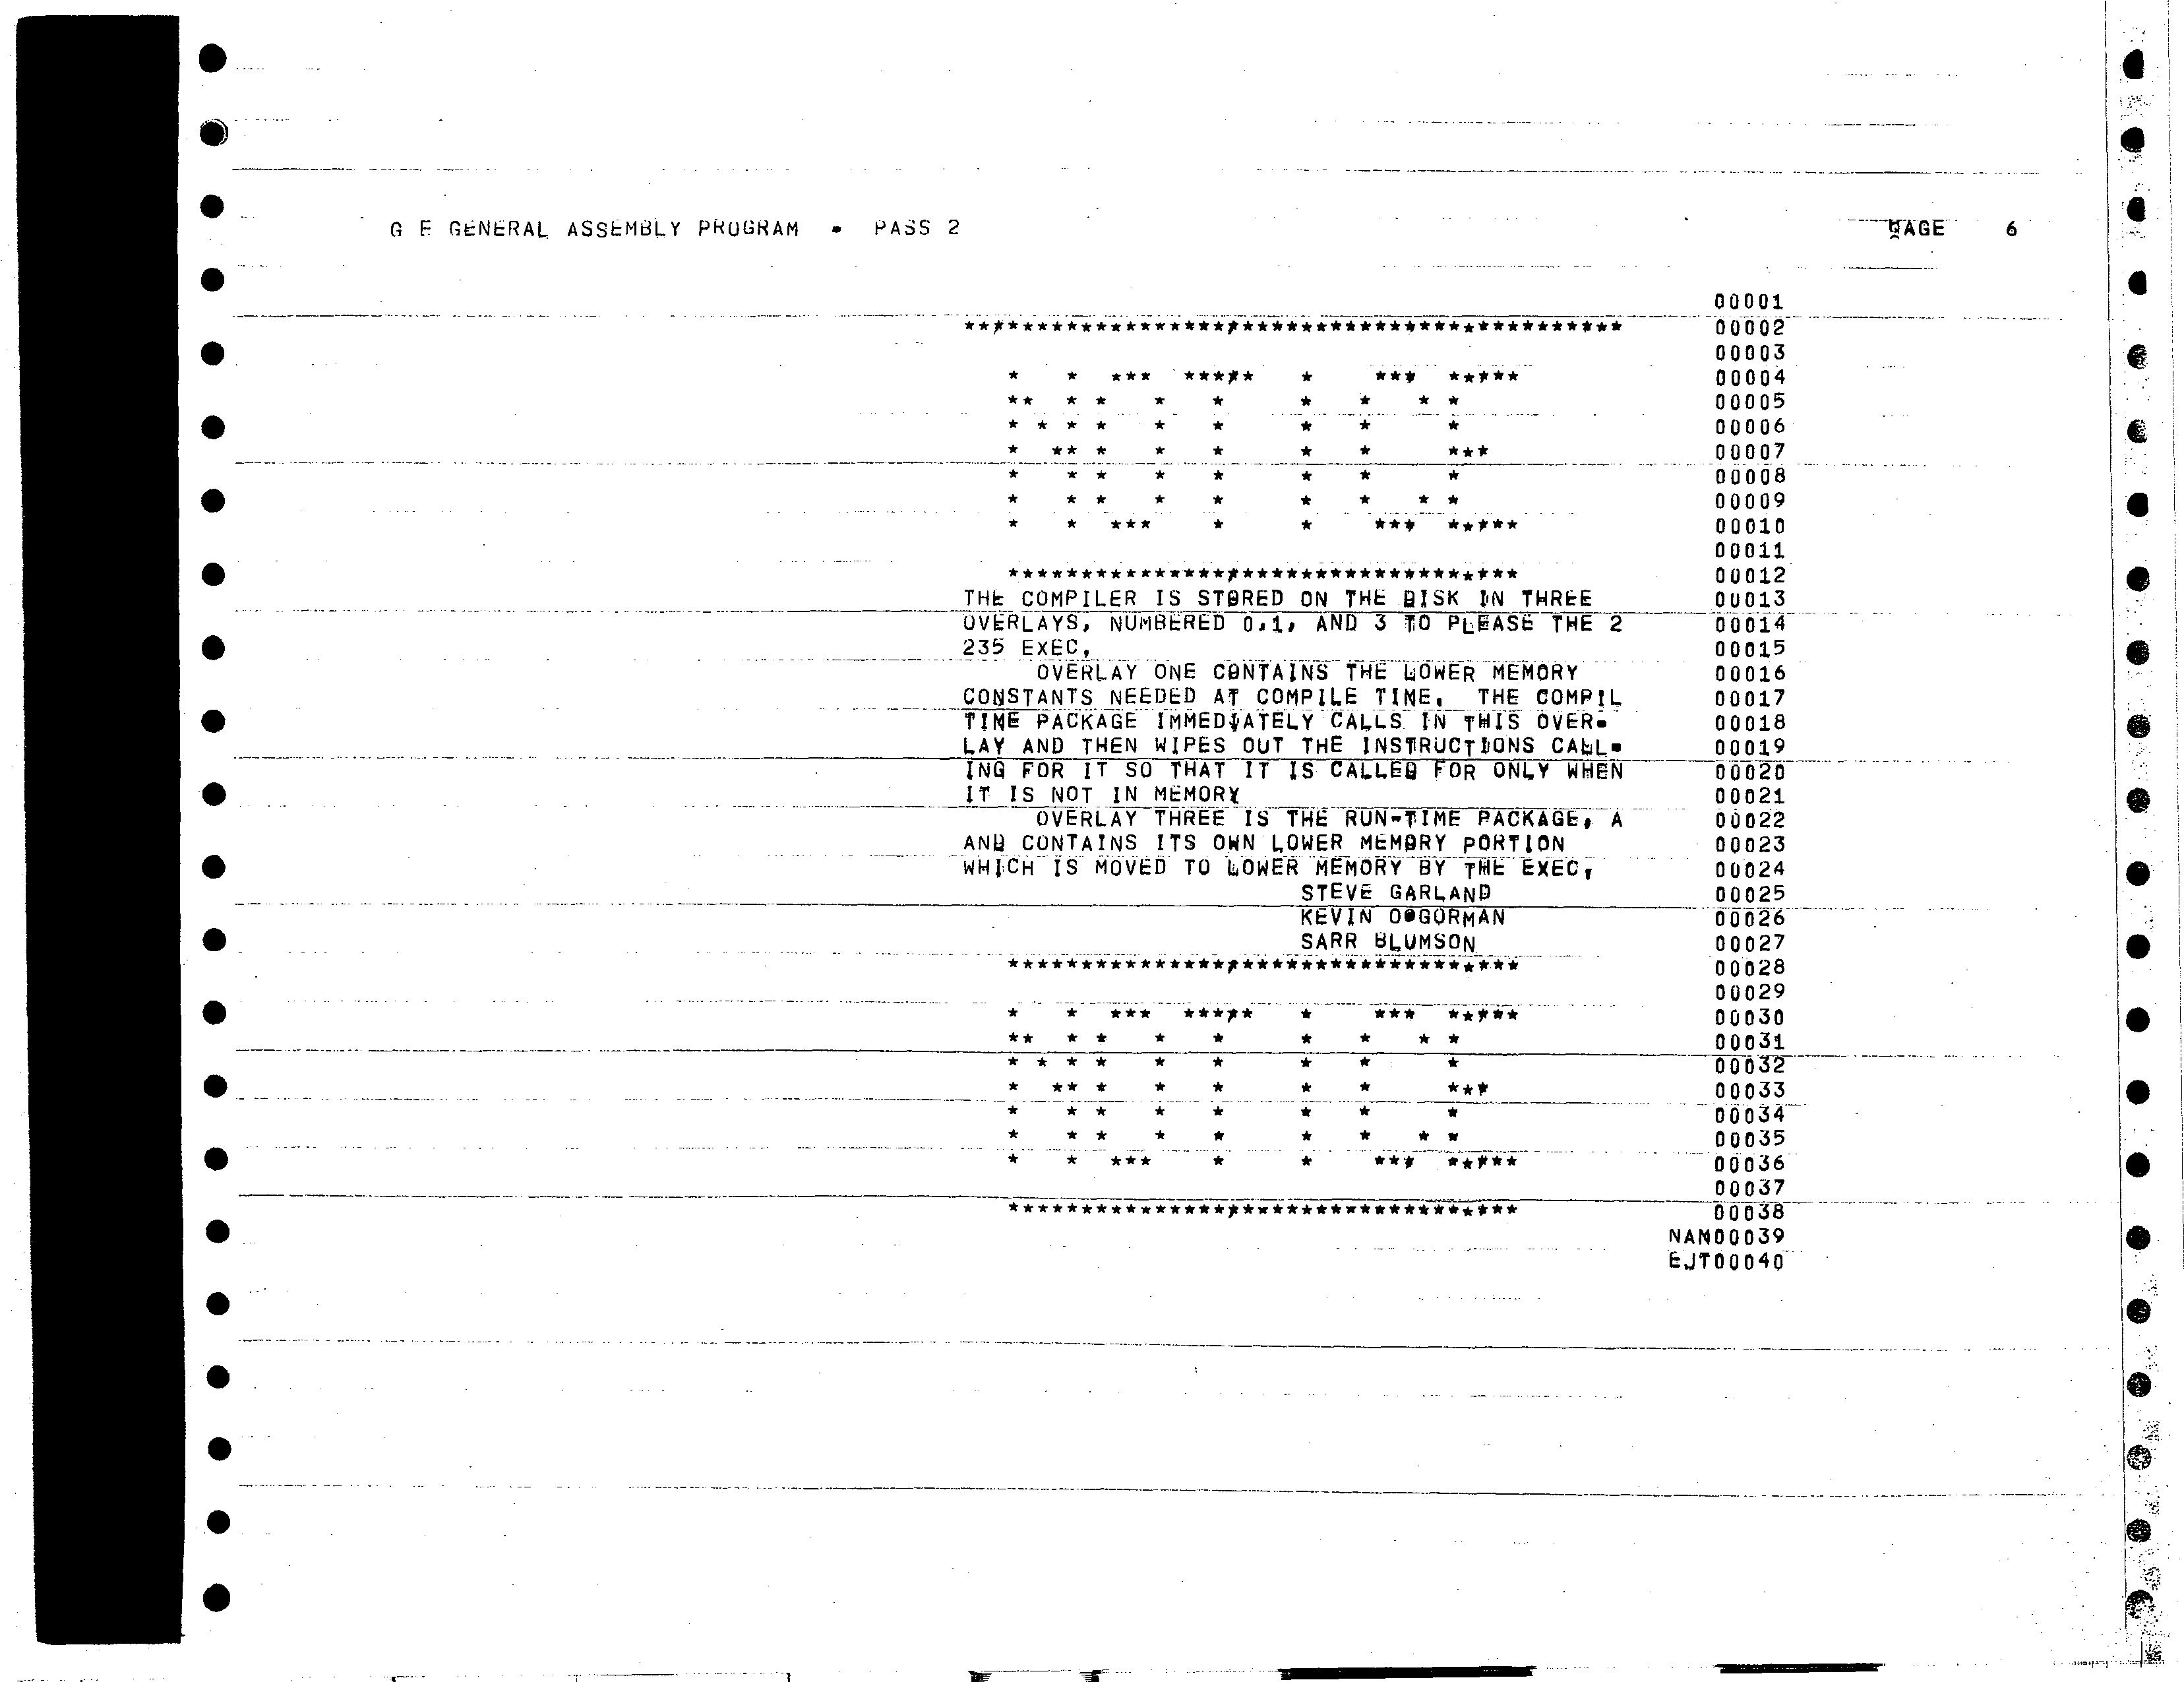 G E GENERAL ASSEMBLY PROGRAM - PASS 2 PAGE 6
00001
********************************************* 00002
00003
*   *  ***  *****   *    ***  ***** 00004
**  * *   *   *     *   *   * * 00005
* * * *   *   *     *   *     * 00006
*  ** *   *   *     *   *     *** 00007
*   * *   *   *     *   *     * 00008
*   * *   *   *     *   *   * * 00009
*   *  ***    *     *    ***  ***** 00010
00011
*********************************** 00012
THE COMPILER IS STORED ON THE DISK IN THREE 00013
OVERLAYS, NUMBERED 0,1, AND 3 TO PLEASE THE 2 00014
235 EXEC. 00015
OVERLAY ONE CONTAINS THE LOWER MEMORY 00016
CONSTANTS NEEDED AT COMPILE TIME. THE COMPIL 00017
TIME PACKAGE IMMEDIATELY CALLS IN THIS OVER- 00018
LAY AND THEN WIPES OUT THE INSTRUCTIONS CALL- 00019
ING FOR IT SO THAT IT IS CALLED FOR ONLY WHEN 00020
IT IS NOT IN MEMORY 00021
OVERLAY THREE IS THE RUN-TIME PACKAGE, A 00022
AND CONTAINS ITS OWN LOWER MEMORY PORTION 00023
WHICH IS MOVED TO LOWER MEMORY BY THE EXEC. 00024
STEVE GARLAND 00025
KEVIN O@GORMAN 00026
SARR BLUMSON 00027
*********************************** 00028
00029
*   *  ***  *****   *    ***  ***** 00030
**  * *   *   *     *   *   * * 00031
* * * *   *   *     *   *     * 00032
*  ** *   *   *     *   *     *** 00033
*   * *   *   *     *   *     * 00034
*   * *   *   *     *   *   * * 00035
*   *  ***    *     *    ***  ***** 00036
00037
*********************************** 00038
NAM00039
EJT00040